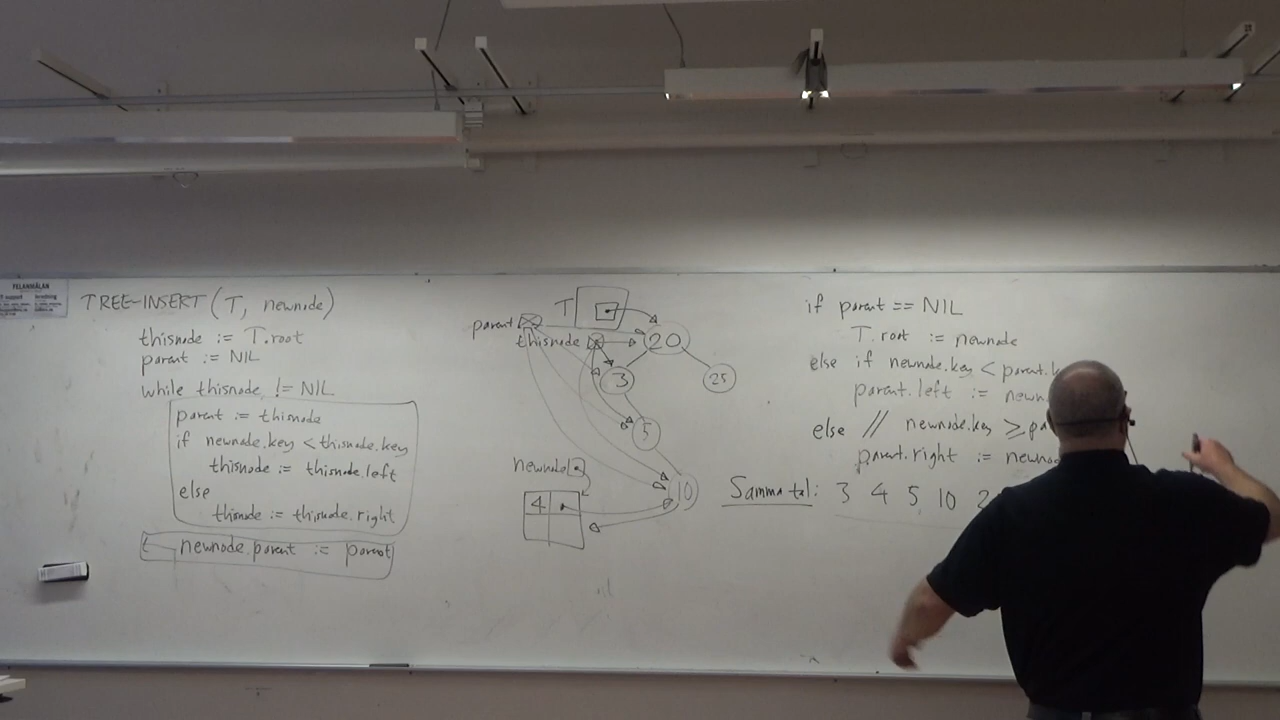 FELANMÄLAN
TREE-INSERT (T, newnode)
thisnode := T.root
parent := NIL
while thisnode != NIL
parent := thisnode
if newnode.key < thisnode.key
thisnode := thisnode.left
else
thisnode := thisnode.right
newnode.parent := parent
T
parent
thisnode
20
3
25
5
newnode
10
4
if parent == NIL
T.root := newnode
else if newnode.key < parent.k
parent.left := newn
else // newnode.key ≥ pa
parent.right := newno
Samma tal: 3 4 5 10 2